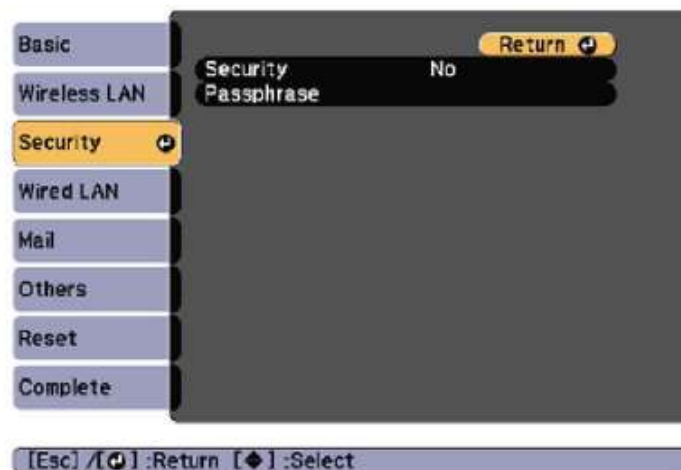 Basic
Return
Security No
Wireless LAN
Passphrase
Security
Wired LAN
Mail
Others
Reset
Complete
[Esc] /[ ] :Return [ ] :Select